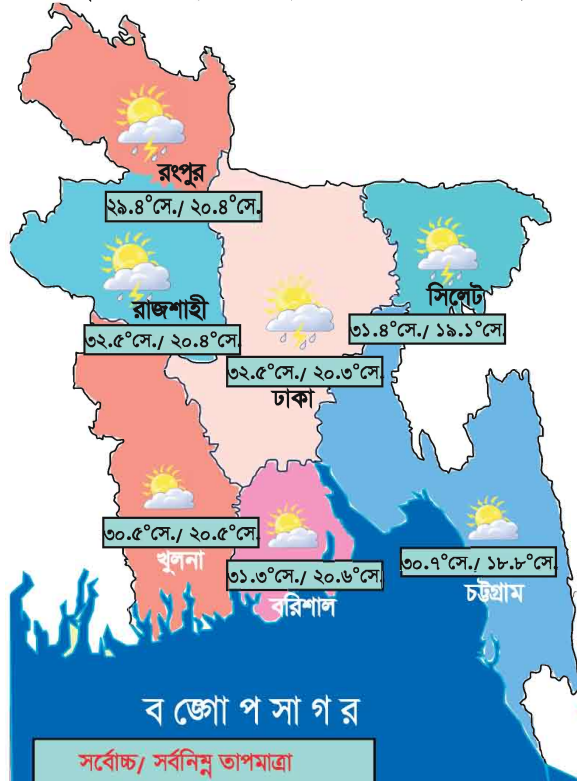 রংপুর
২৯.৪°সে./ ২০.৪°সে.
রাজশাহী
৩২.৫°সে./ ২০.৪°সে.
সিলেট
৩১.৪°সে./ ১৯.১°সে.
৩২.৫°সে./ ২০.৩°সে.
ঢাকা
৩০.৫°সে./ ২০.৫°সে.
খুলনা
৩১.৩°সে./ ২০.৬°সে.
বরিশাল
৩০.৭°সে./ ১৮.৮°সে.
চট্টগ্রাম
ব ঙ্গো প সা গ র
সর্বোচ্চ/ সর্বনিম্ন তাপমাত্রা